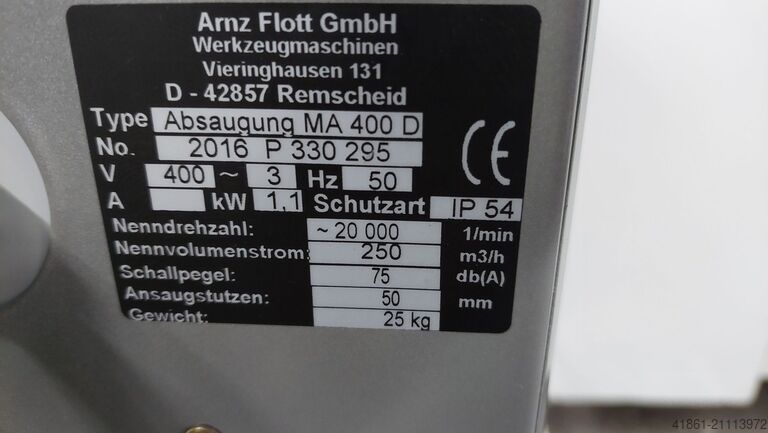 Arnz Flott GmbH
Werkzeugmaschinen
Vieringhausen 131
D - 42857 Remscheid
Type Absaugung MA 400 D
No. 2016 P 330 295
V 400 ~ 3 Hz 50
A kW 1,1 Schutzart IP 54
Nenndrehzahl: ~ 20 000 1/min
Nennvolumenstrom: 250 m3/h
Schallpegel: 75 db(A)
Ansaugstutzen: 50 mm
Gewicht: 25 kg
CE
41861-21113972